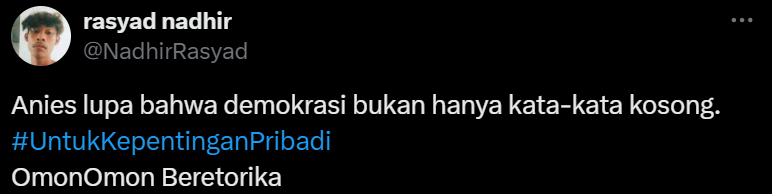 rasyad nadhir
@NadhirRasyad
Anies lupa bahwa demokrasi bukan hanya kata-kata kosong.
#UntukKepentinganPribadi
OmonOmon Beretorika